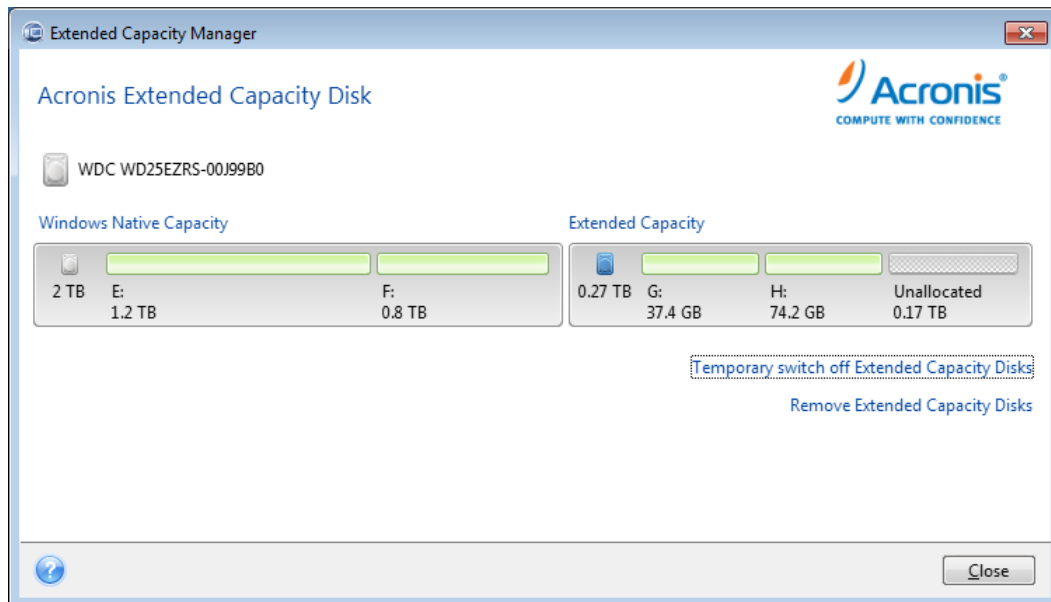 Extended Capacity Manager
Acronis Extended Capacity Disk
Acronis®
COMPUTE WITH CONFIDENCE
WDC WD25EZRS-00J99B0
Windows Native Capacity
2 TB
E:
1.2 TB
F:
0.8 TB
Extended Capacity
0.27 TB
G:
37.4 GB
H:
74.2 GB
Unallocated
0.17 TB
Temporary switch off Extended Capacity Disks
Remove Extended Capacity Disks
?
Close